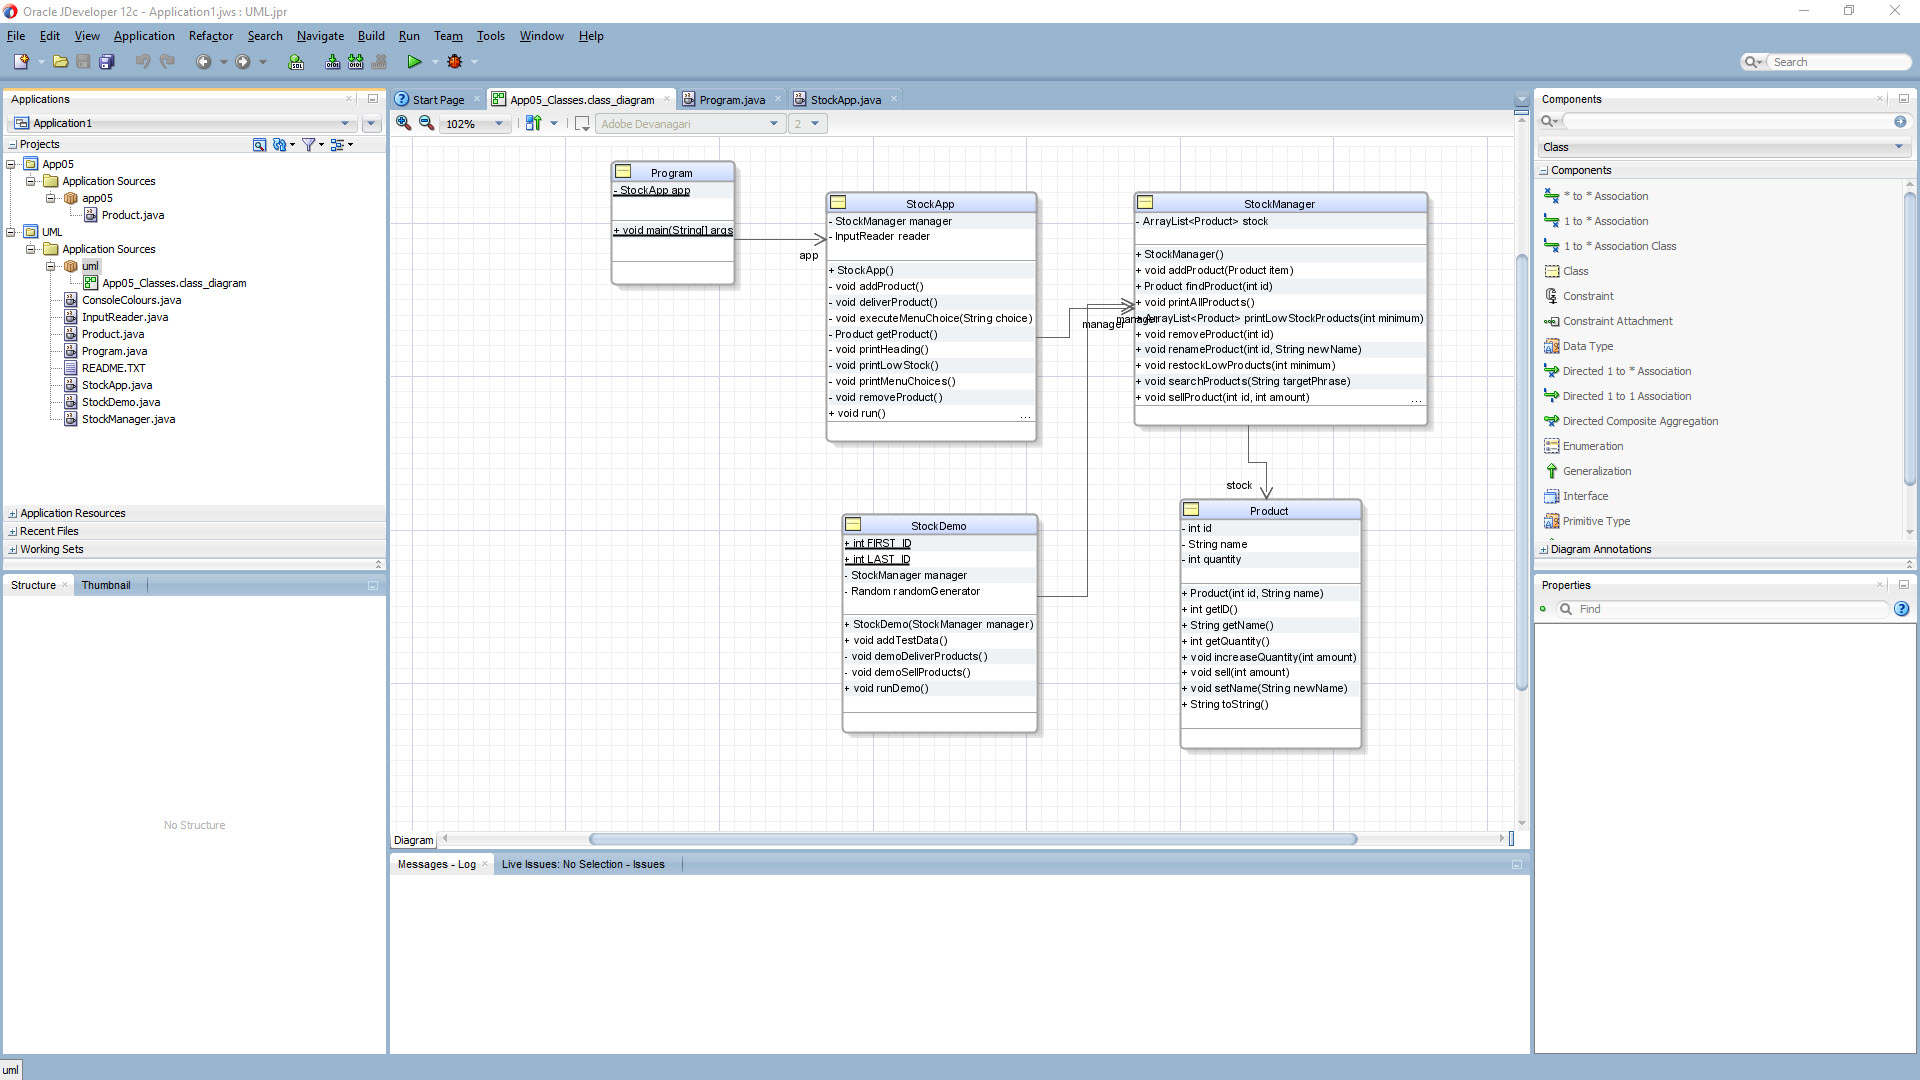 Oracle JDeveloper 12c - Application1.jws : UML.jpr
File Edit View Application Refactor Search Navigate Build Run Team Tools Window Help
Search
Applications
Application1
Projects
App05
Application Sources
app05
Product.java
UML
Application Sources
uml
App05_Classes.class_diagram
ConsoleColours.java
InputReader.java
Product.java
Program.java
README.TXT
StockApp.java
StockDemo.java
StockManager.java
Application Resources
Recent Files
Working Sets
Structure Thumbnail
No Structure
Start Page App05_Classes.class_diagram Program.java StockApp.java
102% Adobe Devanagari 2
Program
- StockApp app
+ void main(String[] args
app
StockApp
- StockManager manager
- InputReader reader
+ StockApp()
- void addProduct()
- void deliverProduct()
- void executeMenuChoice(String choice)
- Product getProduct()
- void printHeading()
- void printLowStock()
- void printMenuChoices()
- void removeProduct()
+ void run()
...
manager
manager
StockManager
- ArrayList<Product> stock
+ StockManager()
+ void addProduct(Product item)
+ Product findProduct(int id)
+ void printAllProducts()
+ ArrayList<Product> printLowStockProducts(int minimum)
+ void removeProduct(int id)
+ void renameProduct(int id, String newName)
+ void restockLowProducts(int minimum)
+ void searchProducts(String targetPhrase)
+ void sellProduct(int id, int amount)
...
stock
StockDemo
+ int FIRST_ID
+ int LAST_ID
- StockManager manager
- Random randomGenerator
+ StockDemo(StockManager manager)
+ void addTestData()
- void demoDeliverProducts()
- void demoSellProducts()
+ void runDemo()
Product
- int id
- String name
- int quantity
+ Product(int id, String name)
+ int getID()
+ String getName()
+ int getQuantity()
+ void increaseQuantity(int amount)
+ void sell(int amount)
+ void setName(String newName)
+ String toString()
Diagram
Messages - Log Live Issues: No Selection - Issues
Components
Class
Components
* to * Association
1 to * Association
1 to * Association Class
Class
Constraint
Constraint Attachment
Data Type
Directed 1 to * Association
Directed 1 to 1 Association
Directed Composite Aggregation
Enumeration
Generalization
Interface
Primitive Type
Diagram Annotations
Properties
Find
uml